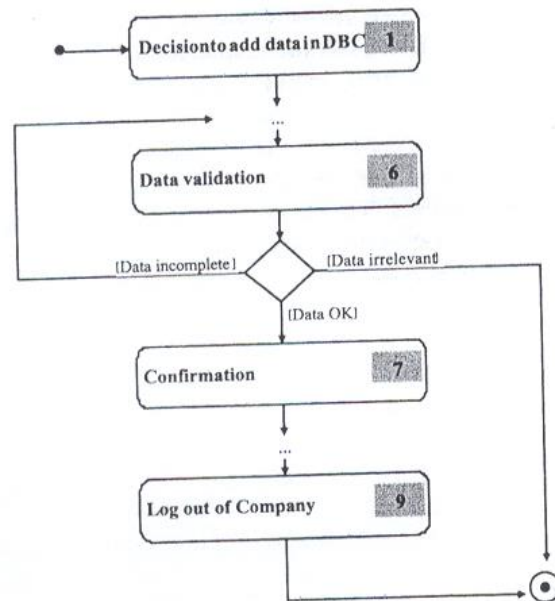 Decisionto add datainDBC 1
...
Data validation 6
[Data incomplete] [Data irrelevant]
[Data OK]
Confirmation 7
...
Log out of Company 9